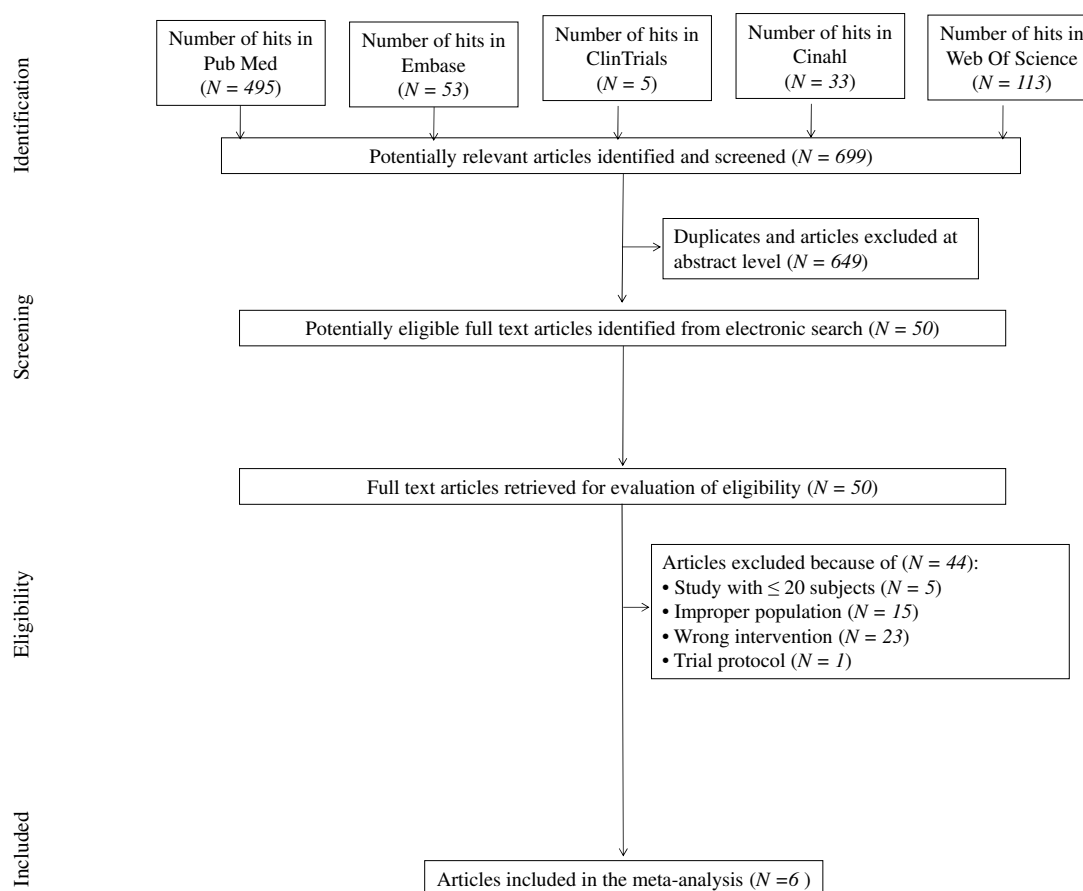 Number of hits in
Pub Med
(N = 495)
Number of hits in
Embase
(N = 53)
Number of hits in
ClinTrials
(N = 5)
Number of hits in
Cinahl
(N = 33)
Number of hits in
Web Of Science
(N = 113)
Identification
Potentially relevant articles identified and screened (N = 699)
Duplicates and articles excluded at
abstract level (N = 649)
Screening
Potentially eligible full text articles identified from electronic search (N = 50)
Full text articles retrieved for evaluation of eligibility (N = 50)
Eligibility
Articles excluded because of (N = 44):
• Study with ≤ 20 subjects (N = 5)
• Improper population (N = 15)
• Wrong intervention (N = 23)
• Trial protocol (N = 1)
Included
Articles included in the meta-analysis (N =6 )